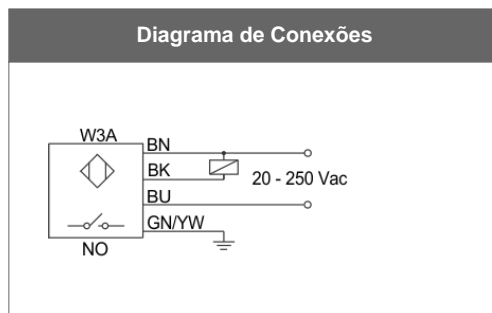 Diagrama de Conexões
W3A
BN
BK
20 - 250 Vac
BU
GN/YW
NO